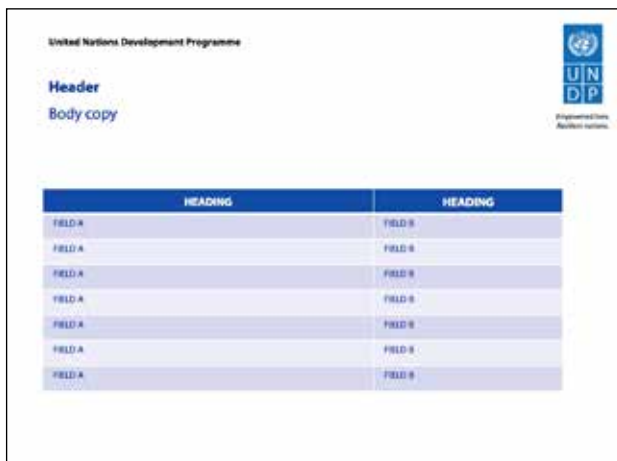 United Nations Development Programme
Header
Body copy
U N
D P
Empowered lives.
Resilient nations.
HEADING HEADING
FIELD A FIELD B
FIELD A FIELD B
FIELD A FIELD B
FIELD A FIELD B
FIELD A FIELD B
FIELD A FIELD B
FIELD A FIELD B